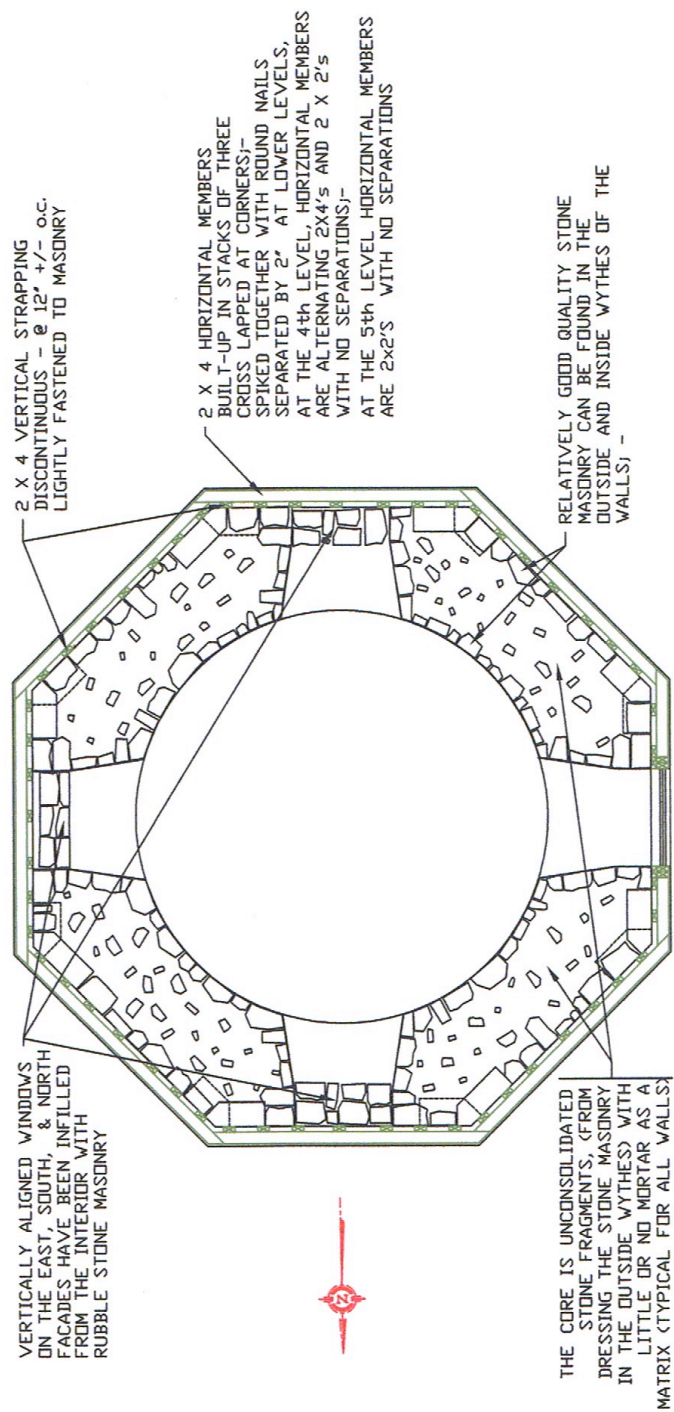 VERTICALLY ALIGNED WINDOWS
ON THE EAST, SOUTH, & NORTH
FACADES HAVE BEEN INFILLED
FROM THE INTERIOR WITH
RUBBLE STONE MASONRY
2 X 4 VERTICAL STRAPPING
DISCONTINUOUS - @ 12" +/- o.c.
LIGHTLY FASTENED TO MASONRY
2 X 4 HORIZONTAL MEMBERS
BUILT-UP IN STACKS OF THREE
CROSS LAPPED AT CORNERS;-
SPIKED TOGETHER WITH ROUND NAILS
SEPARATED BY 2" AT LOWER LEVELS,
AT THE 4th LEVEL, HORIZONTAL MEMBERS
ARE ALTERNATING 2X4's AND 2 X 2's
WITH NO SEPARATIONS;-
AT THE 5th LEVEL HORIZONTAL MEMBERS
ARE 2x2'S WITH NO SEPARATIONS
RELATIVELY GOOD QUALITY STONE
MASONRY CAN BE FOUND IN THE
OUTSIDE AND INSIDE WYTHES OF THE
WALLS; -
N
THE CORE IS UNCONSOLIDATED
STONE FRAGMENTS, (FROM
DRESSING THE STONE MASONRY
IN THE OUTSIDE WYTHES) WITH
LITTLE OR NO MORTAR AS A
MATRIX (TYPICAL FOR ALL WALLS)